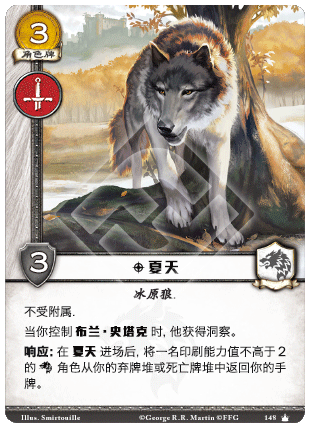 3
角色牌
3
夏天
冰原狼.
不受附属.
当你控制 布兰·史塔克 时, 他获得洞察.
响应: 在 夏天 进场后, 将一名印刷能力值不高于 2
的 角色从你的弃牌堆或死亡牌堆中返回你的手
牌.
Illus. Smirtouille ©George R.R. Martin ©FFG 148